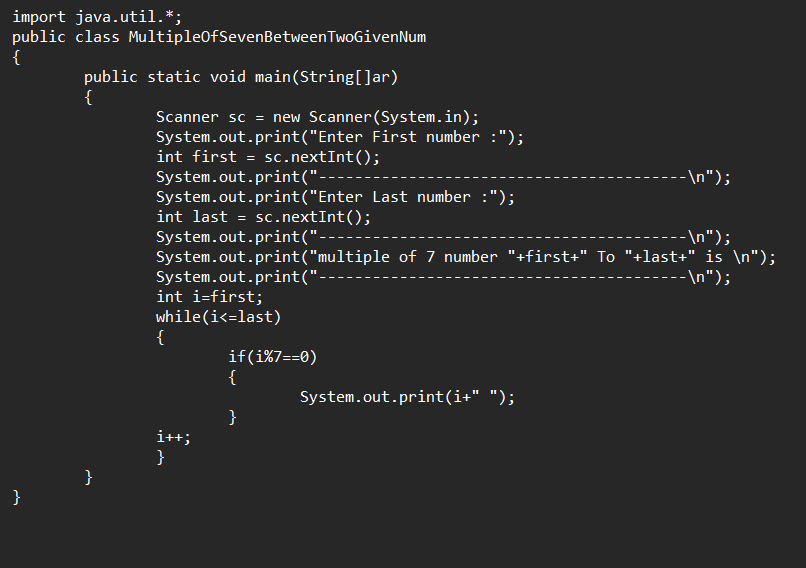 import java.util.*;
public class MultipleOfSevenBetweenTwoGivenNum
{
public static void main(String[]ar)
{
Scanner sc = new Scanner(System.in);
System.out.print("Enter First number :");
int first = sc.nextInt();
System.out.print("-----------------------------------------\n");
System.out.print("Enter Last number :");
int last = sc.nextInt();
System.out.print("-----------------------------------------\n");
System.out.print("multiple of 7 number "+first+" To "+last+" is \n");
System.out.print("-----------------------------------------\n");
int i=first;
while(i<=last)
{
if(i%7==0)
{
System.out.print(i+" ");
}
i++;
}
}
}